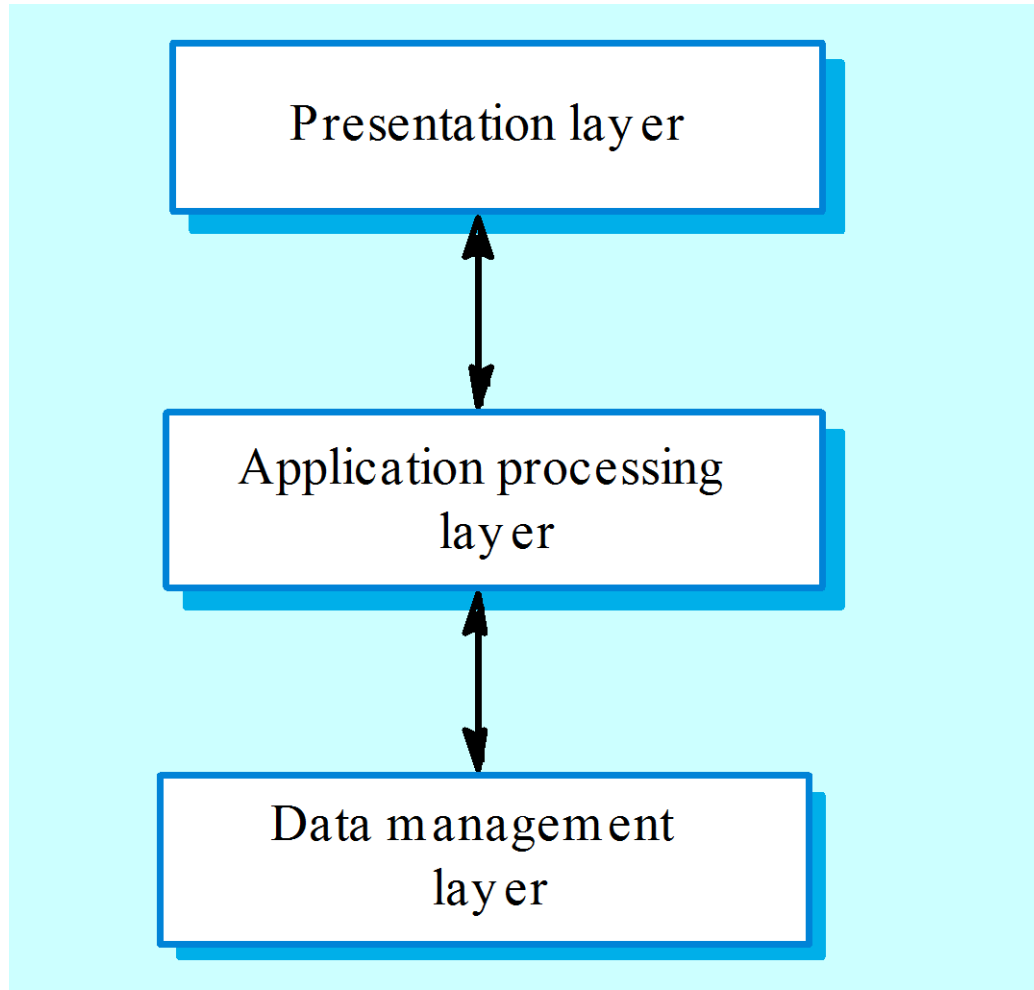 Presentation layer
Application processing
layer
Data management
layer